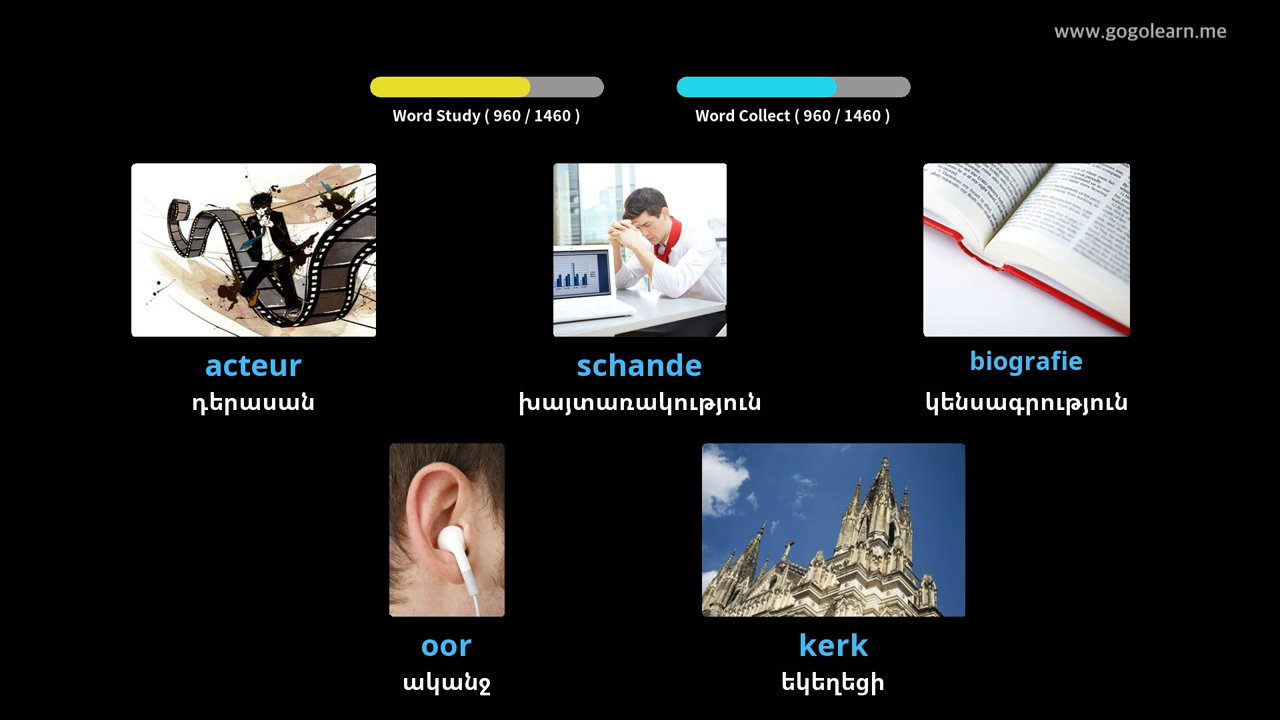 www.gogolearn.me
Word Study ( 960 / 1460 )
Word Collect ( 960 / 1460 )
acteur
դերասան
schande
խայտառակություն
biografie
կենսագրություն
oor
ականջ
kerk
եկեղեցի